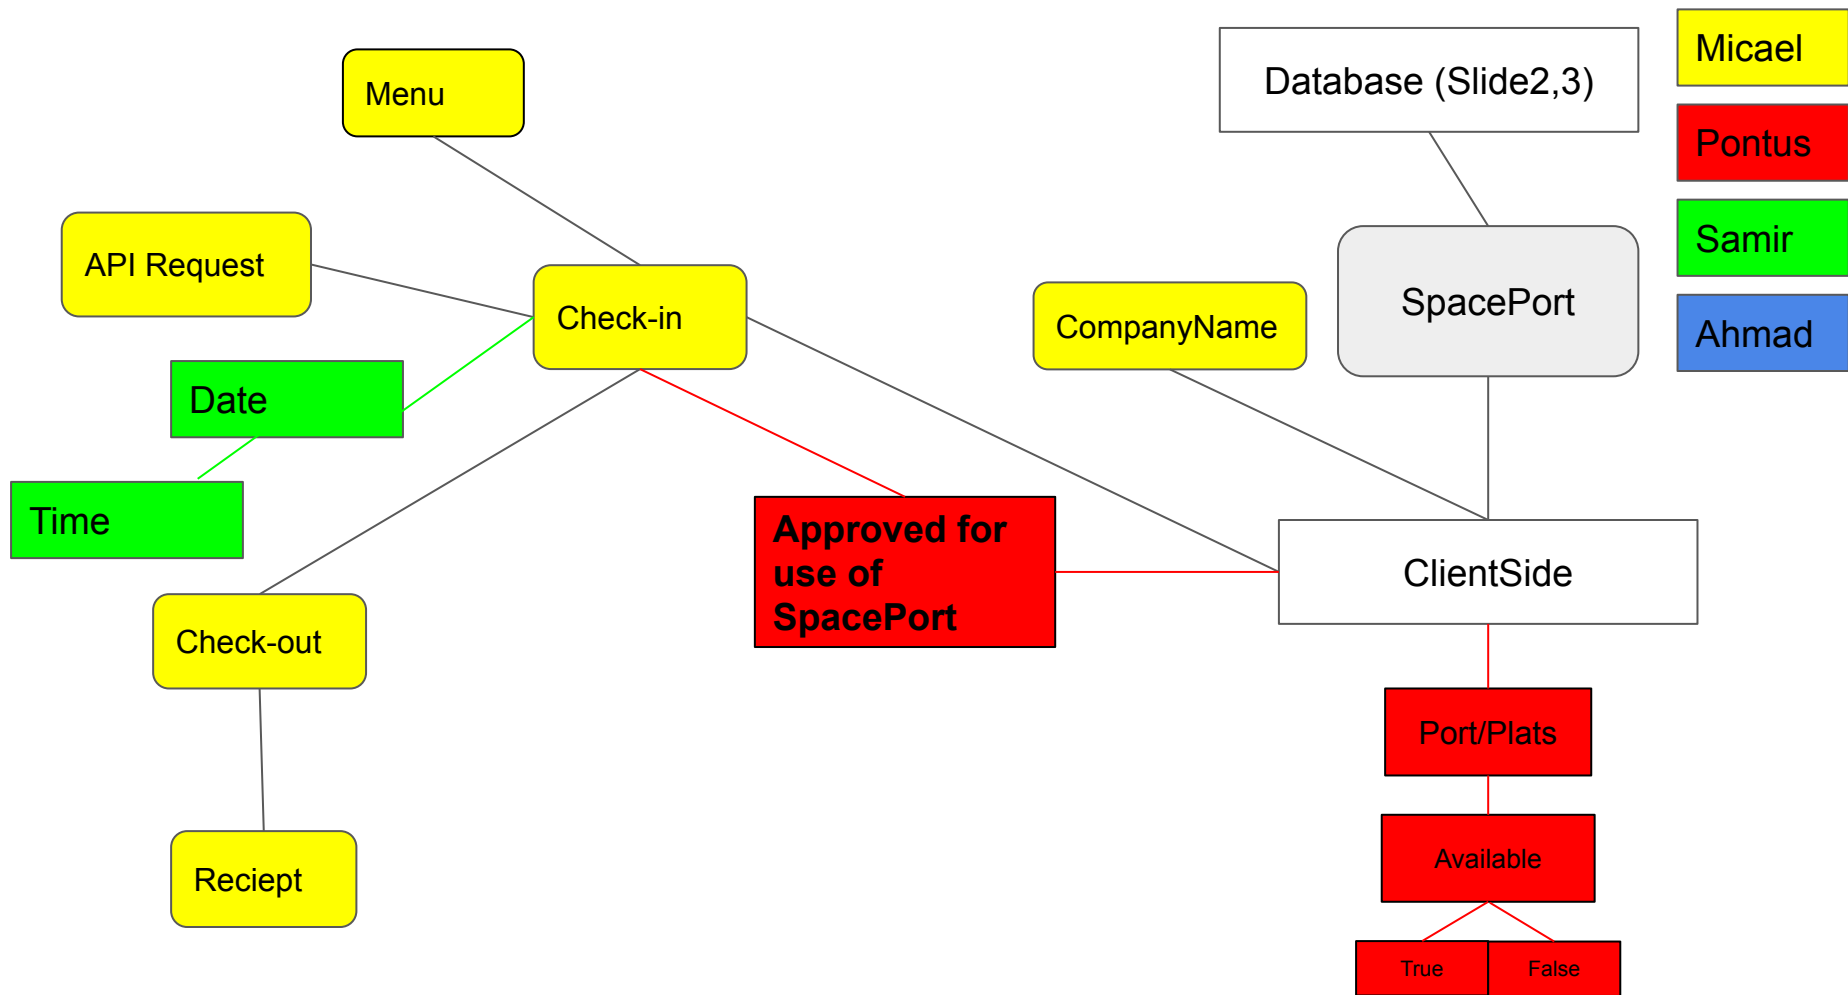 Menu
Database (Slide2,3)
Micael
Pontus
Samir
Ahmad
API Request
Check-in
CompanyName
SpacePort
Date
Time
Approved for
use of
SpacePort
ClientSide
Check-out
Port/Plats
Reciept
Available
True
False